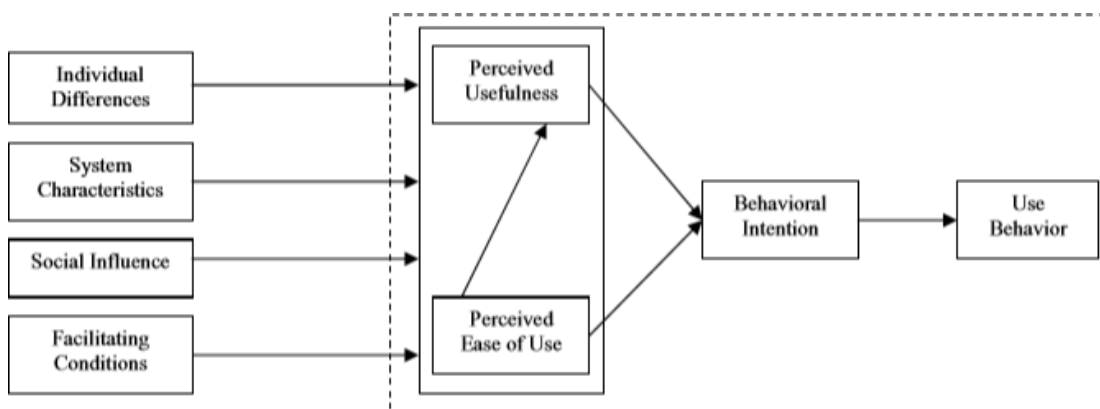 Individual
Differences
System
Characteristics
Social Influence
Facilitating
Conditions
Perceived
Usefulness
Perceived
Ease of Use
Behavioral
Intention
Use
Behavior